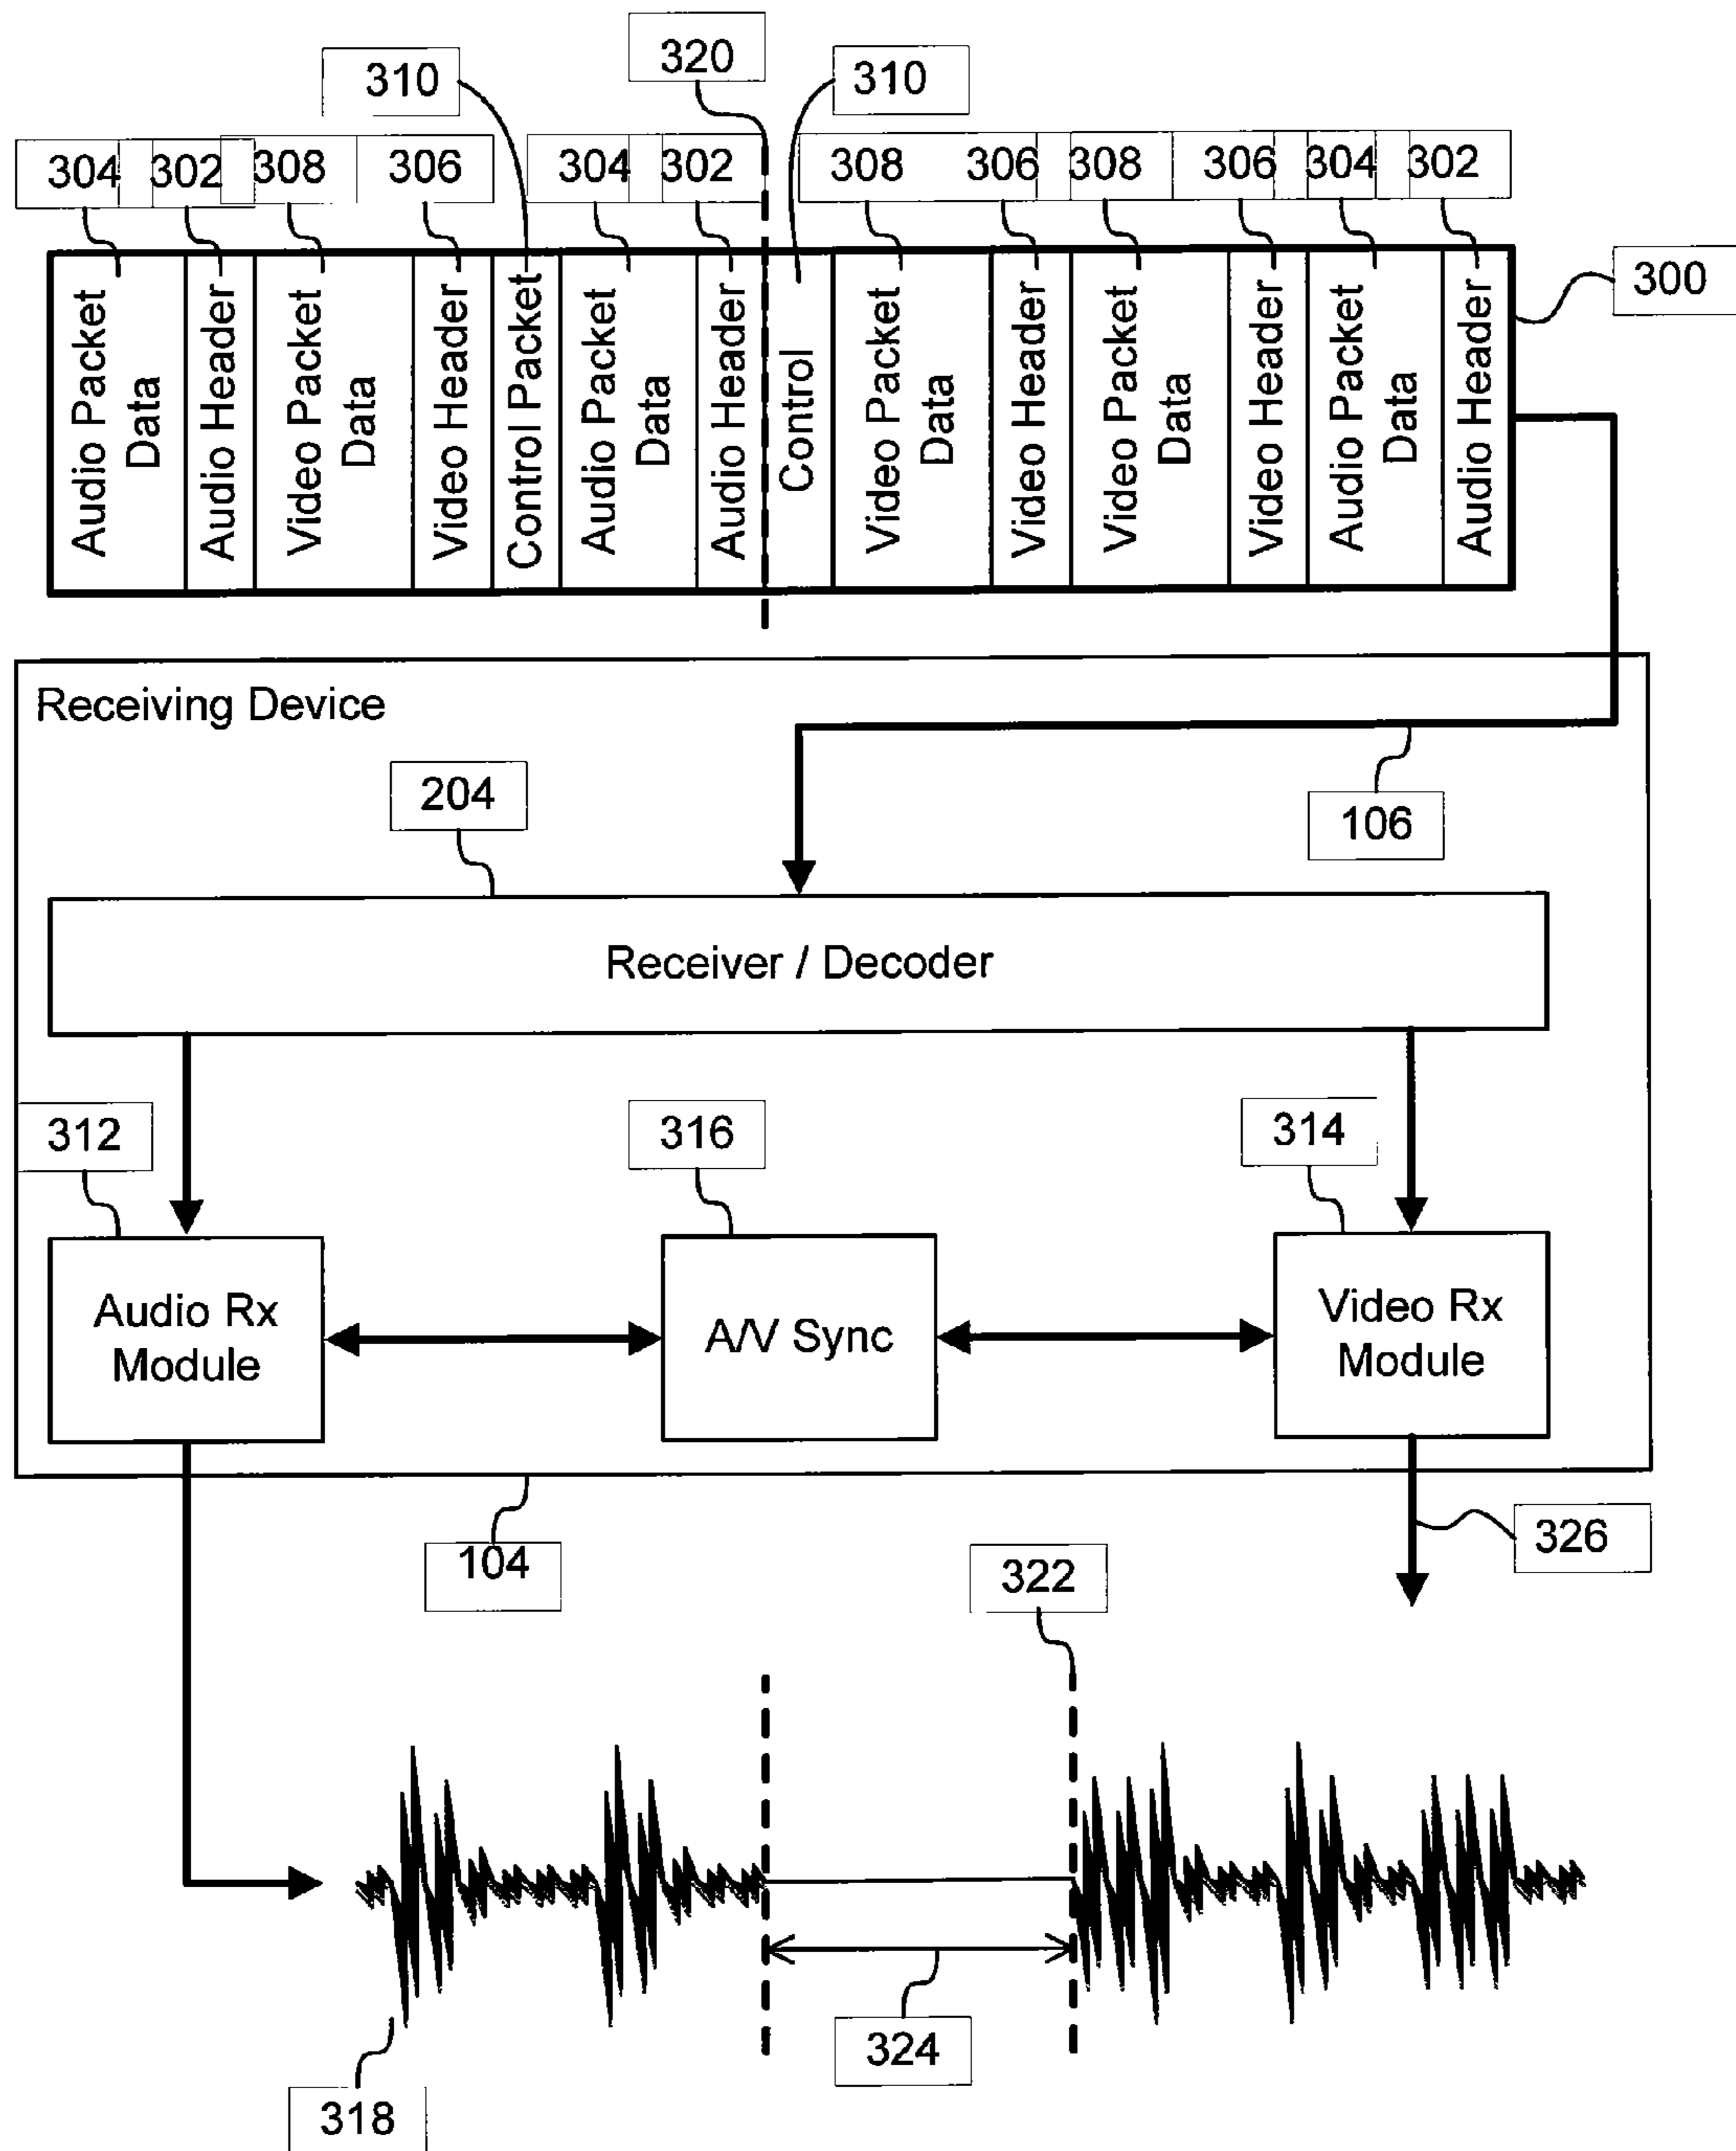 320
310
310
304
302
308
306
304
302
308
306
308
306
304
302
300
Audio Packet
Data
Audio Header
Video Packet
Data
Video Header
Control Packet
Audio Packet
Data
Audio Header
Control
Video Packet
Data
Video Header
Video Packet
Data
Video Header
Audio Packet
Data
Audio Header
Receiving Device
204
106
Receiver / Decoder
312
316
314
Audio Rx
Module
A/V Sync
Video Rx
Module
104
322
326
324
318